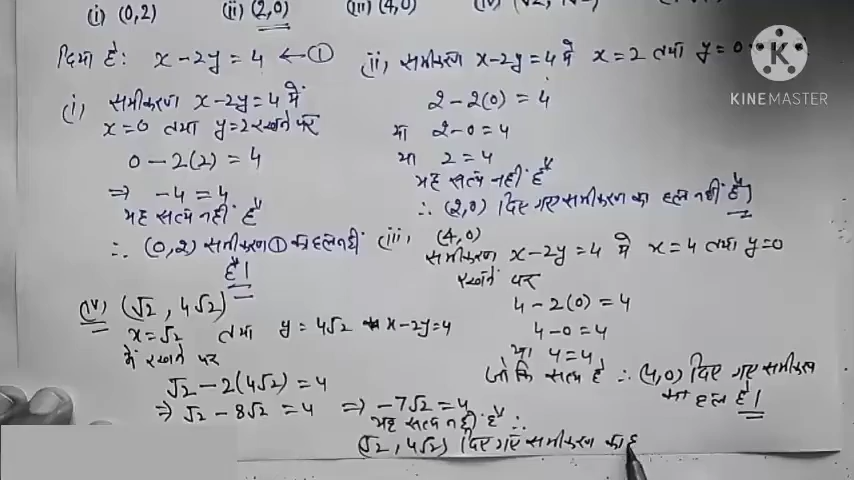 (i) (0,2) (ii) (2,0) (iii) (4,0)
दिया है: x-2y=4 ←①
(i) समीकरण x-2y=4 में
x=0 तथा y=2 रखने पर
0-2(2)=4
⇒ -4=4
यह सत्य नहीं है
∴ (0,2) समीकरण ① का हल नहीं
है।
(ii) समीकरण x-2y=4 में x=2 तथा y=0
2-2(0)=4
या 2-0=4
या 2=4
यह सत्य नहीं है
∴ (2,0) दिए गए समीकरण का हल नहीं है।
(iii) (4,0)
समीकरण x-2y=4 में x=4 तथा y=0
रखने पर
4-2(0)=4
4-0=4
या 4=4
जो कि सत्य है ∴ (4,0) दिए गए समीकरण
का हल है।
(iv) (√2, 4√2)
x=√2 तथा y=4√2 x-2y=4
में रखने पर
√2-2(4√2)=4
⇒ √2-8√2=4 ⇒ -7√2=4
यह सत्य नहीं है ∴
(√2, 4√2) दिए गए समीकरण का ह
KINEMASTER